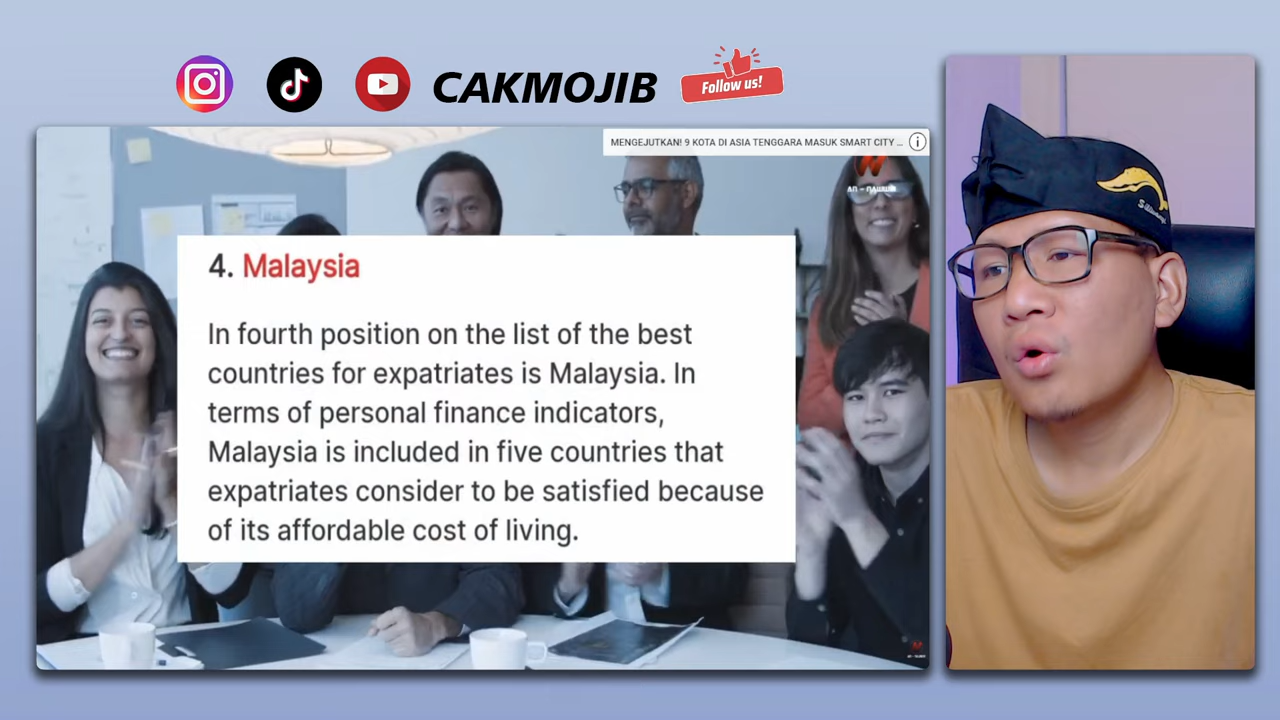 CAKMOJIB
Follow us!
MENGEJUTKAN! 9 KOTA DI ASIA TENGGARA MASUK SMART CITY ...
4. Malaysia
In fourth position on the list of the best
countries for expatriates is Malaysia. In
terms of personal finance indicators,
Malaysia is included in five countries that
expatriates consider to be satisfied because
of its affordable cost of living.